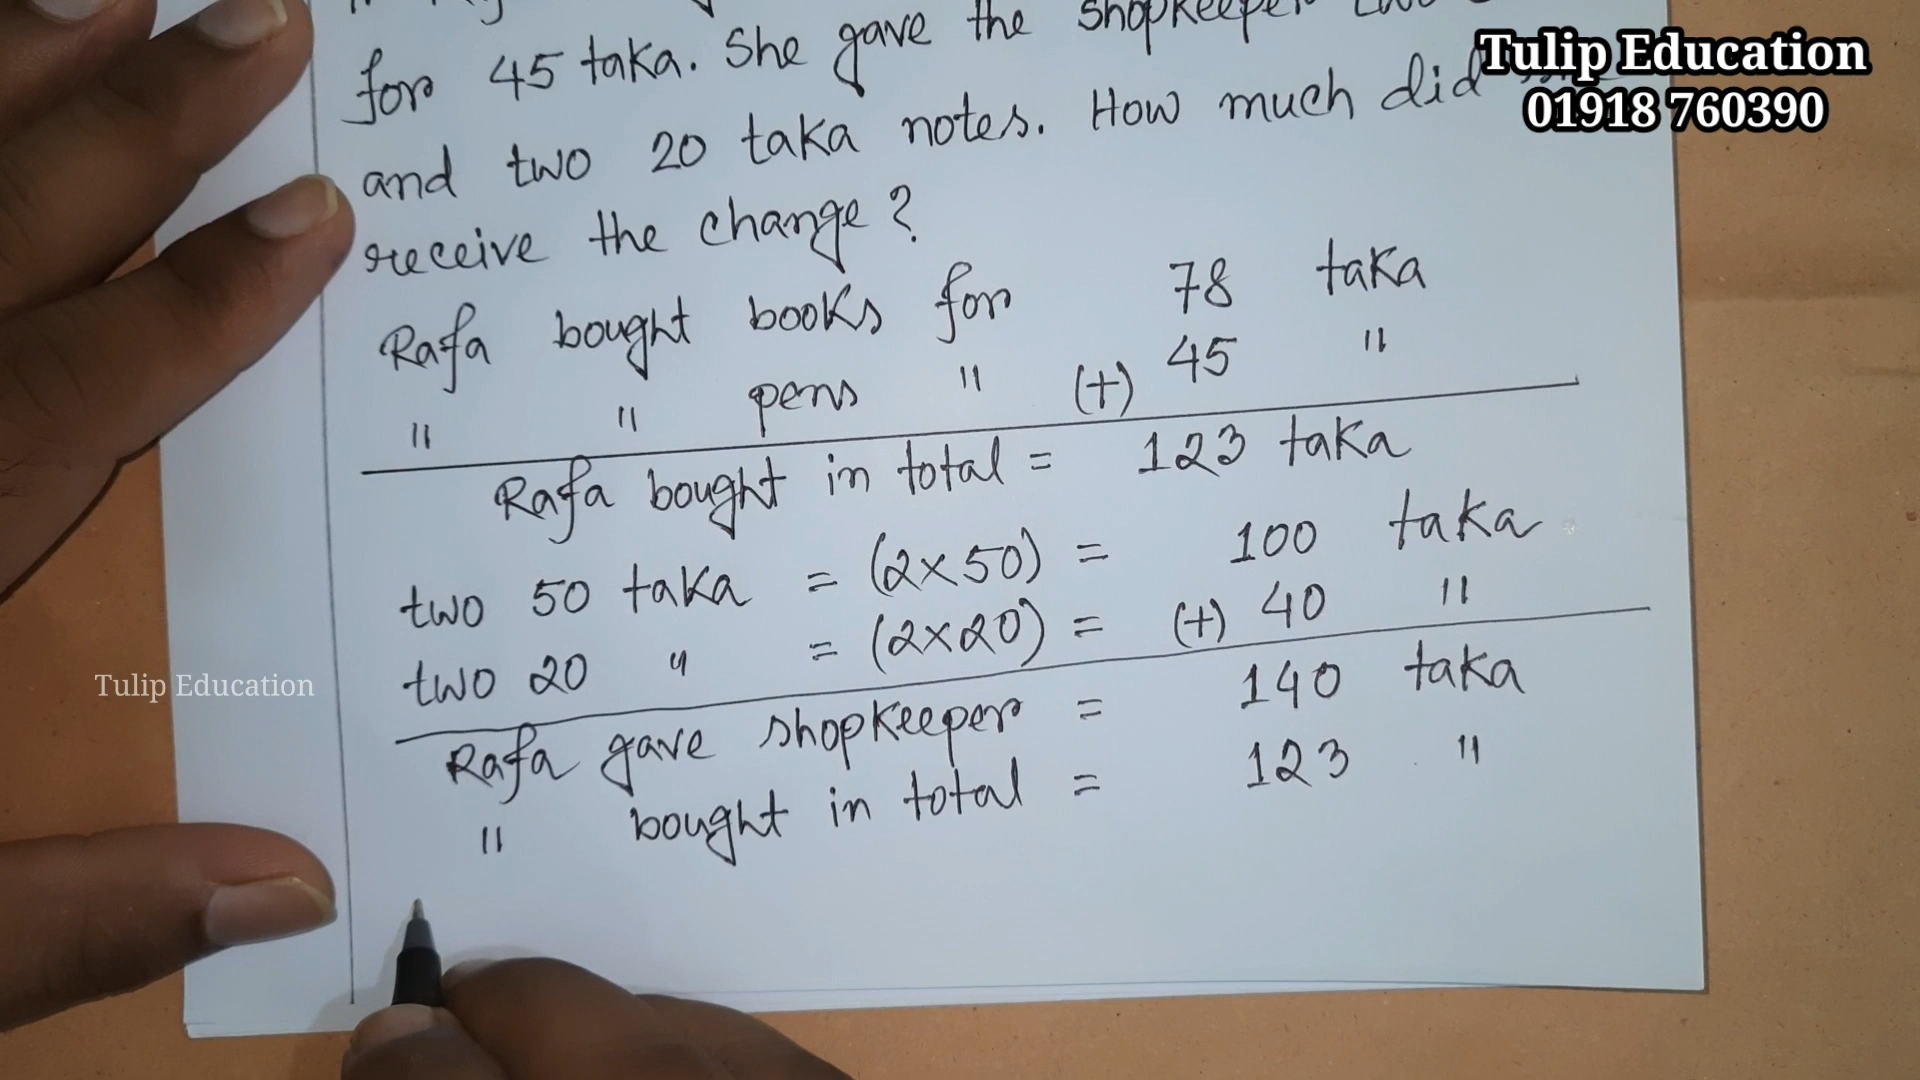 the shopkeeper
for 45 taka. She gave
and two 20 taka notes. How much did
receive the change?
Rafa bought books for 78 taka
" " pens " (+) 45 "
Rafa bought in total = 123 taka
two 50 taka = (2×50) = 100 taka
two 20 " = (2×20) = (+) 40 "
Rafa gave shopkeeper = 140 taka
" bought in total = 123 "
Tulip Education
01918 760390
Tulip Education